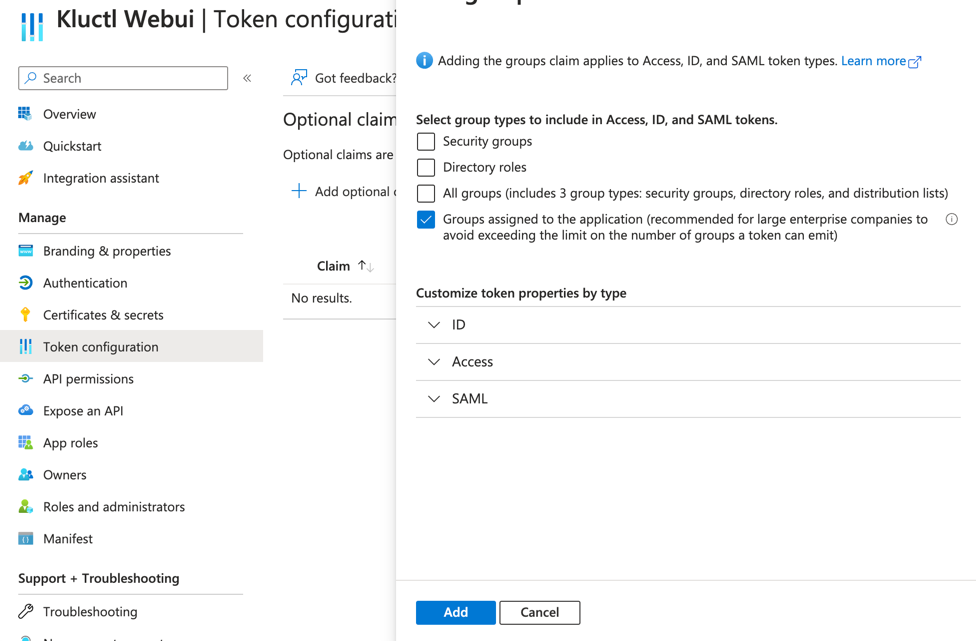 Kluctl Webui | Token configurati
Search
«
Overview
Quickstart
Integration assistant
Manage
Branding & properties
Authentication
Certificates & secrets
Token configuration
API permissions
Expose an API
App roles
Owners
Roles and administrators
Manifest
Support + Troubleshooting
Troubleshooting
Got feedback?
Optional claim
Optional claims are
Add optional c
Claim
No results.
Adding the groups claim applies to Access, ID, and SAML token types. Learn more
Select group types to include in Access, ID, and SAML tokens.
Security groups
Directory roles
All groups (includes 3 group types: security groups, directory roles, and distribution lists)
Groups assigned to the application (recommended for large enterprise companies to
avoid exceeding the limit on the number of groups a token can emit)
Customize token properties by type
ID
Access
SAML
Add
Cancel